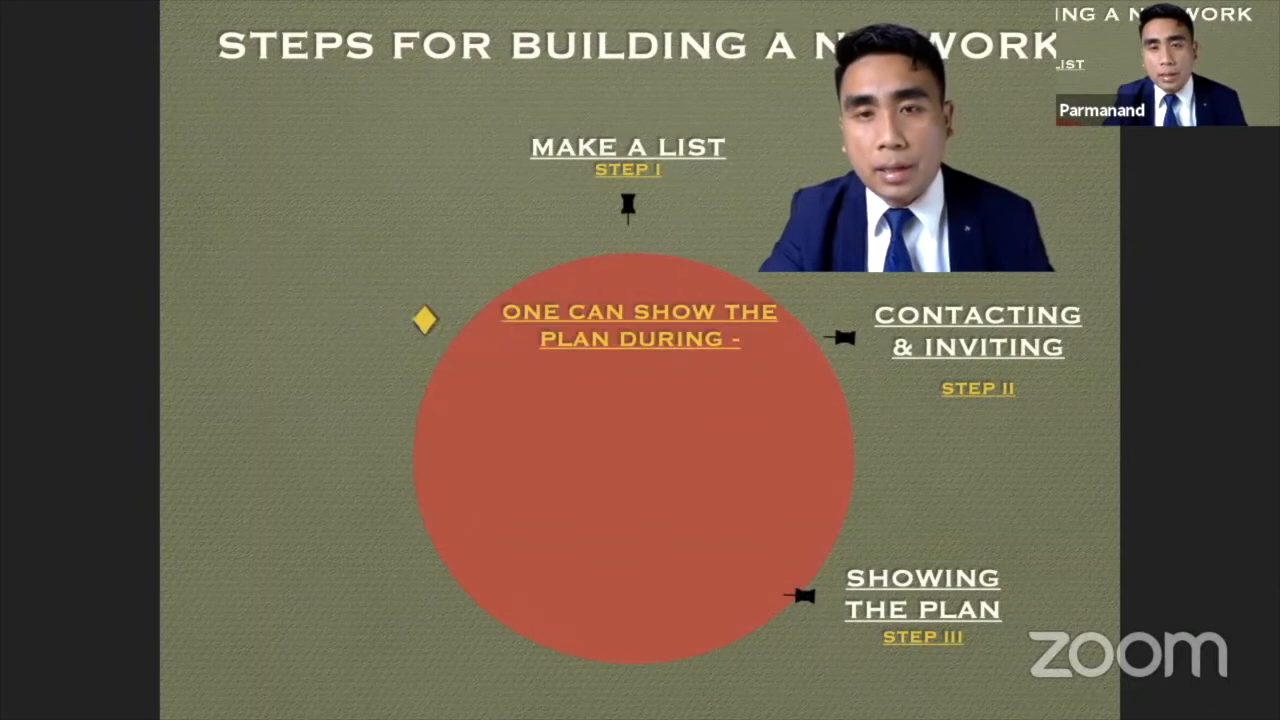 STEPS FOR BUILDING A N WORK
ING A N WORK
LIST
Parmanand
MAKE A LIST
STEP I
ONE CAN SHOW THE
PLAN DURING -
CONTACTING
& INVITING
STEP II
SHOWING
THE PLAN
STEP III
zoom